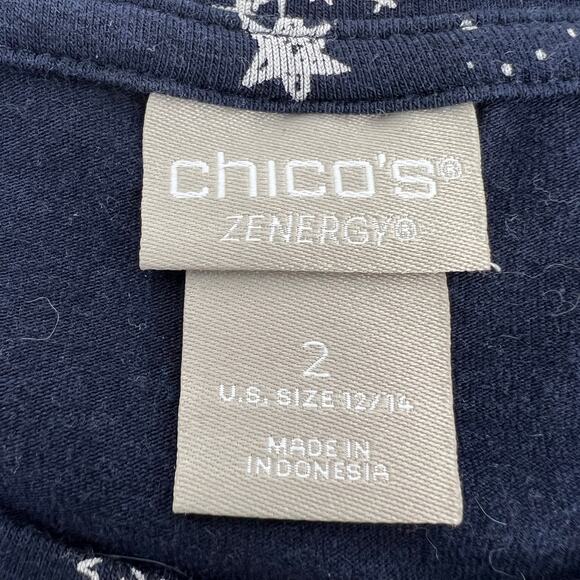 chico's®
ZENERGY®
2
U.S. SIZE 12/14
MADE IN
INDONESIA